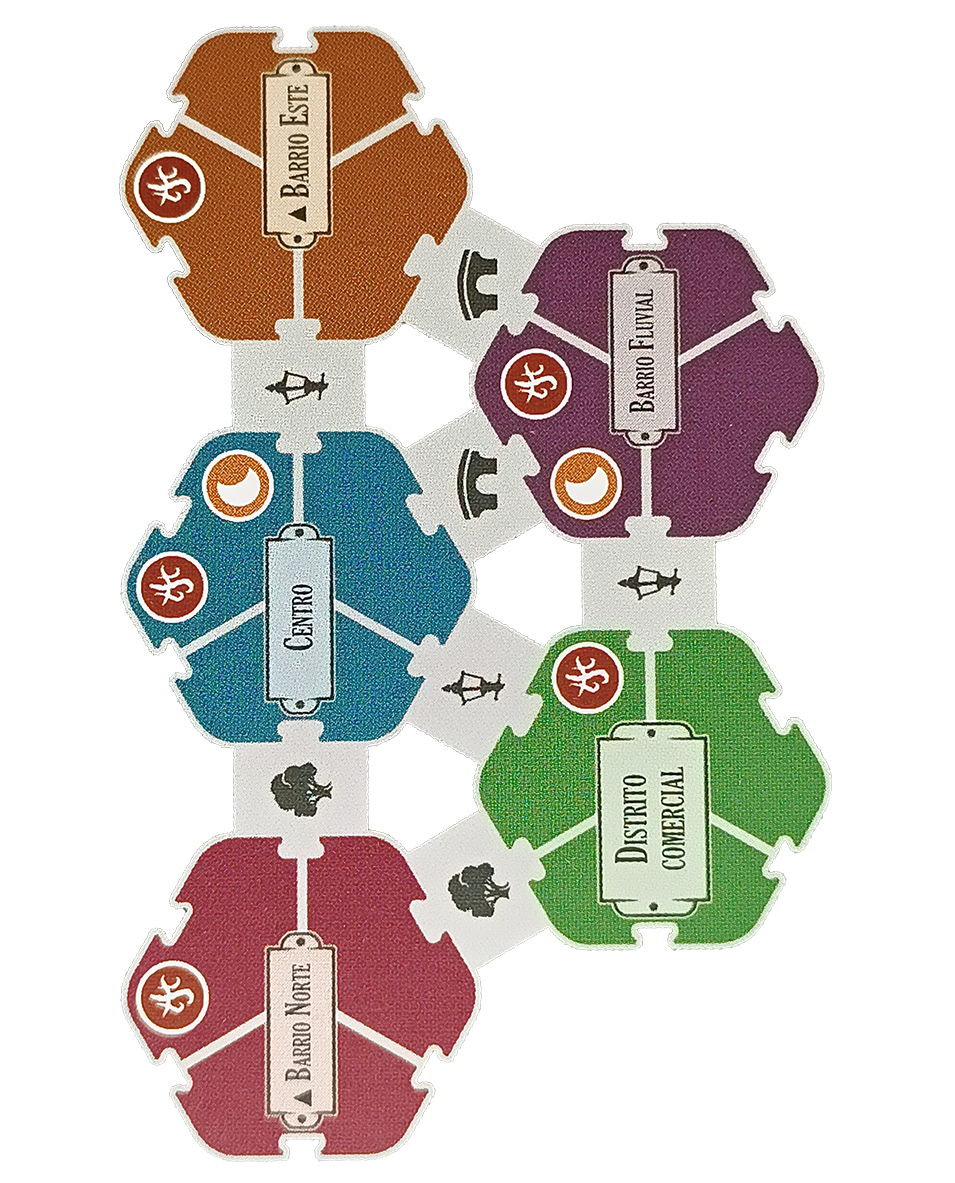 ▲ Barrio Este
Barrio Fluvial
Centro
Distrito
comercial
▲ Barrio Norte